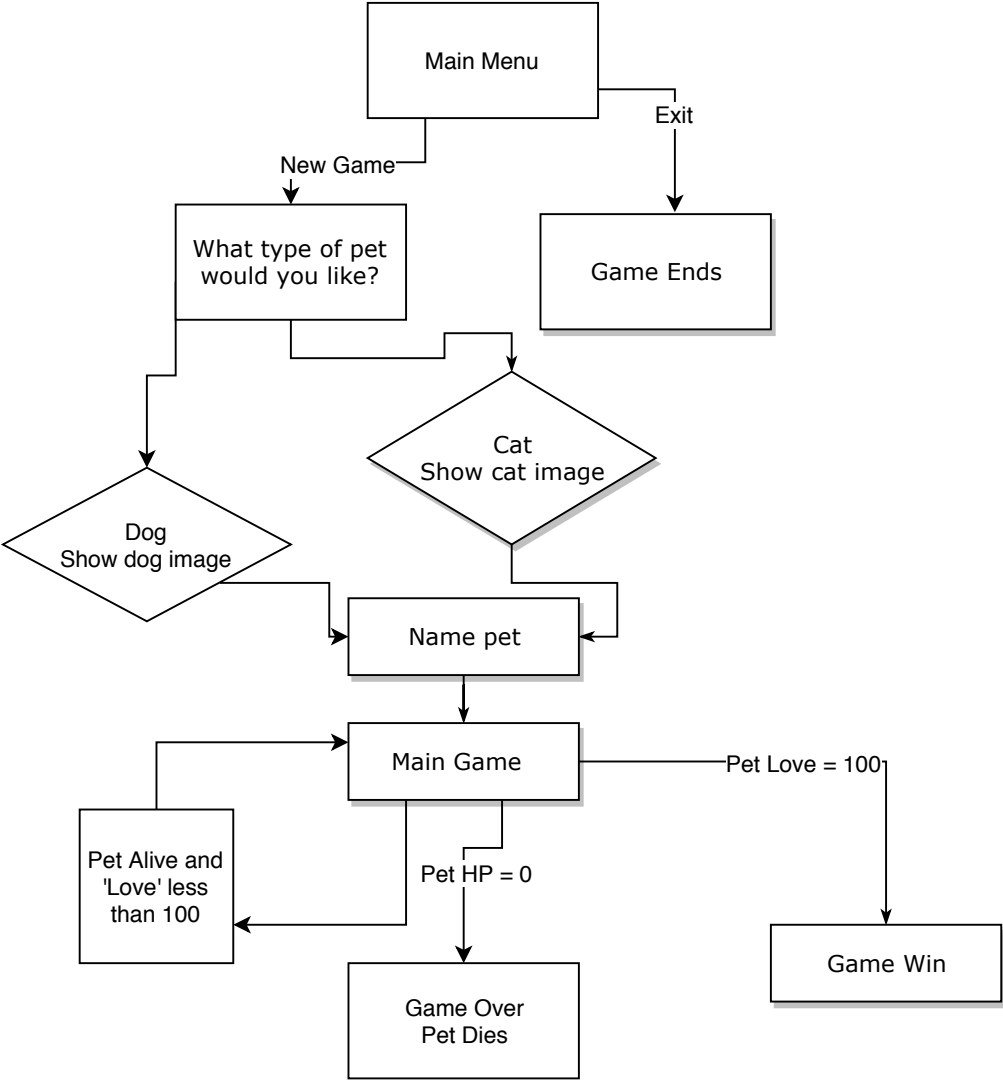 Main Menu
Exit
New Game
What type of pet
would you like?
Game Ends
Cat
Show cat image
Dog
Show dog image
Name pet
Main Game
Pet Love = 100
Pet Alive and
'Love' less
than 100
Pet HP = 0
Game Win
Game Over
Pet Dies